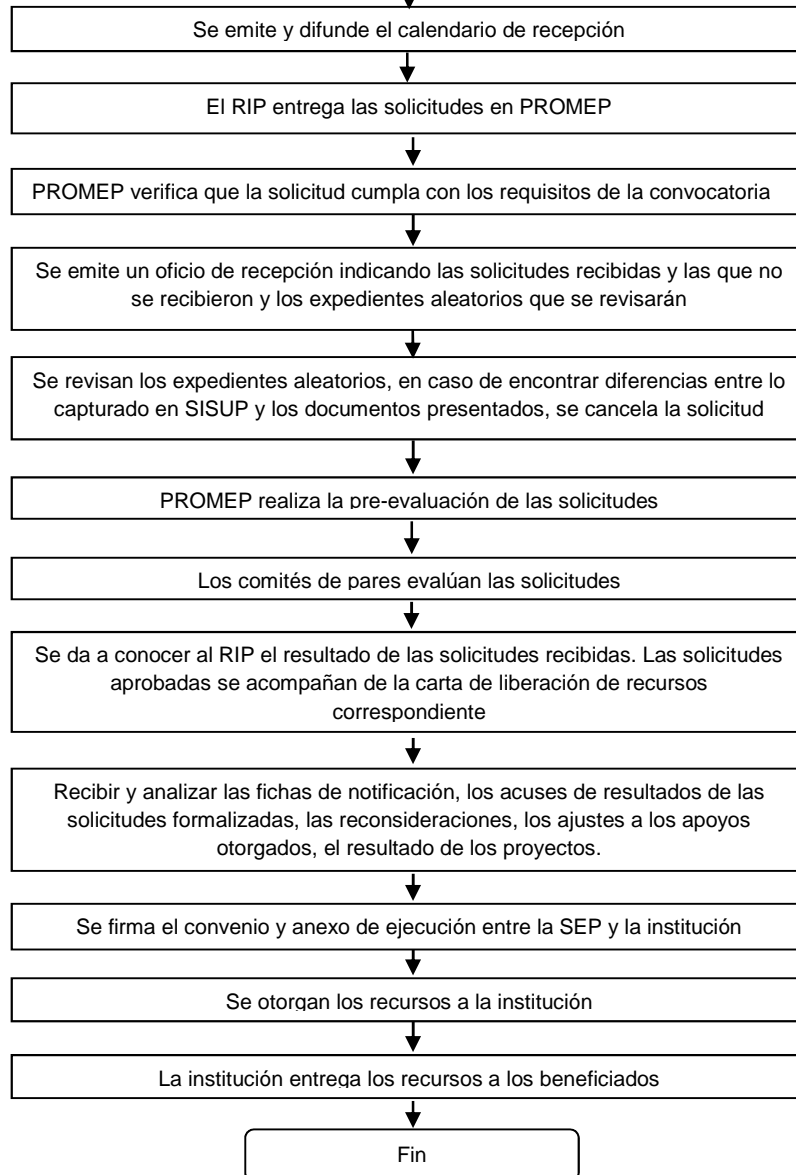 Se emite y difunde el calendario de recepción
El RIP entrega las solicitudes en PROMEP
PROMEP verifica que la solicitud cumpla con los requisitos de la convocatoria
Se emite un oficio de recepción indicando las solicitudes recibidas y las que no
se recibieron y los expedientes aleatorios que se revisarán
Se revisan los expedientes aleatorios, en caso de encontrar diferencias entre lo
capturado en SISUP y los documentos presentados, se cancela la solicitud
PROMEP realiza la pre-evaluación de las solicitudes
Los comités de pares evalúan las solicitudes
Se da a conocer al RIP el resultado de las solicitudes recibidas. Las solicitudes
aprobadas se acompañan de la carta de liberación de recursos
correspondiente
Recibir y analizar las fichas de notificación, los acuses de resultados de las
solicitudes formalizadas, las reconsideraciones, los ajustes a los apoyos
otorgados, el resultado de los proyectos.
Se firma el convenio y anexo de ejecución entre la SEP y la institución
Se otorgan los recursos a la institución
La institución entrega los recursos a los beneficiados
Fin